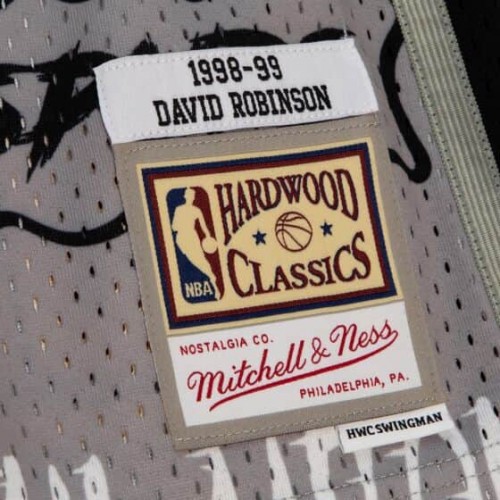 1998-99
DAVID ROBINSON
HARDWOOD
CLASSICS
NBA
NOSTALGIA CO.
Mitchell & Ness
PHILADELPHIA, PA.
HWCSWINGMAN